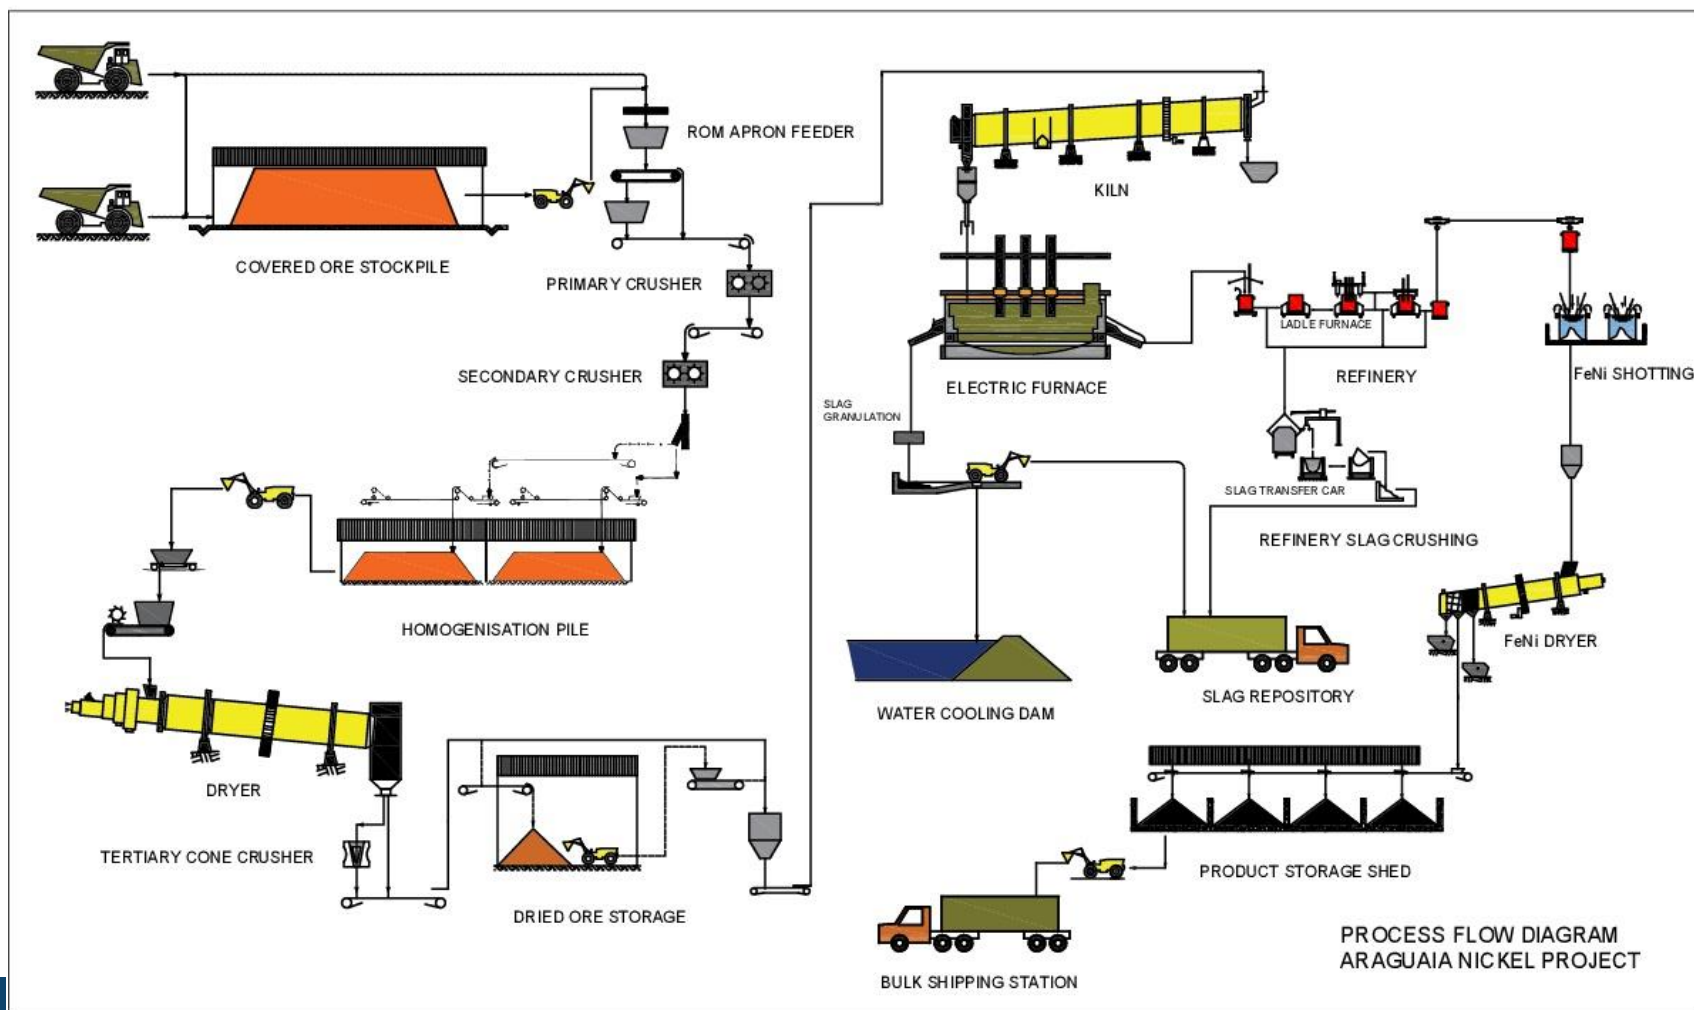 ROM APRON FEEDER
KILN
COVERED ORE STOCKPILE
PRIMARY CRUSHER
LADLE FURNACE
SECONDARY CRUSHER
ELECTRIC FURNACE
REFINERY
FeNi SHOTTING
SLAG
GRANULATION
SLAG TRANSFER CAR
REFINERY SLAG CRUSHING
HOMOGENISATION PILE
FeNi DRYER
WATER COOLING DAM
SLAG REPOSITORY
DRYER
TERTIARY CONE CRUSHER
DRIED ORE STORAGE
PRODUCT STORAGE SHED
BULK SHIPPING STATION
PROCESS FLOW DIAGRAM
ARAGUAIA NICKEL PROJECT